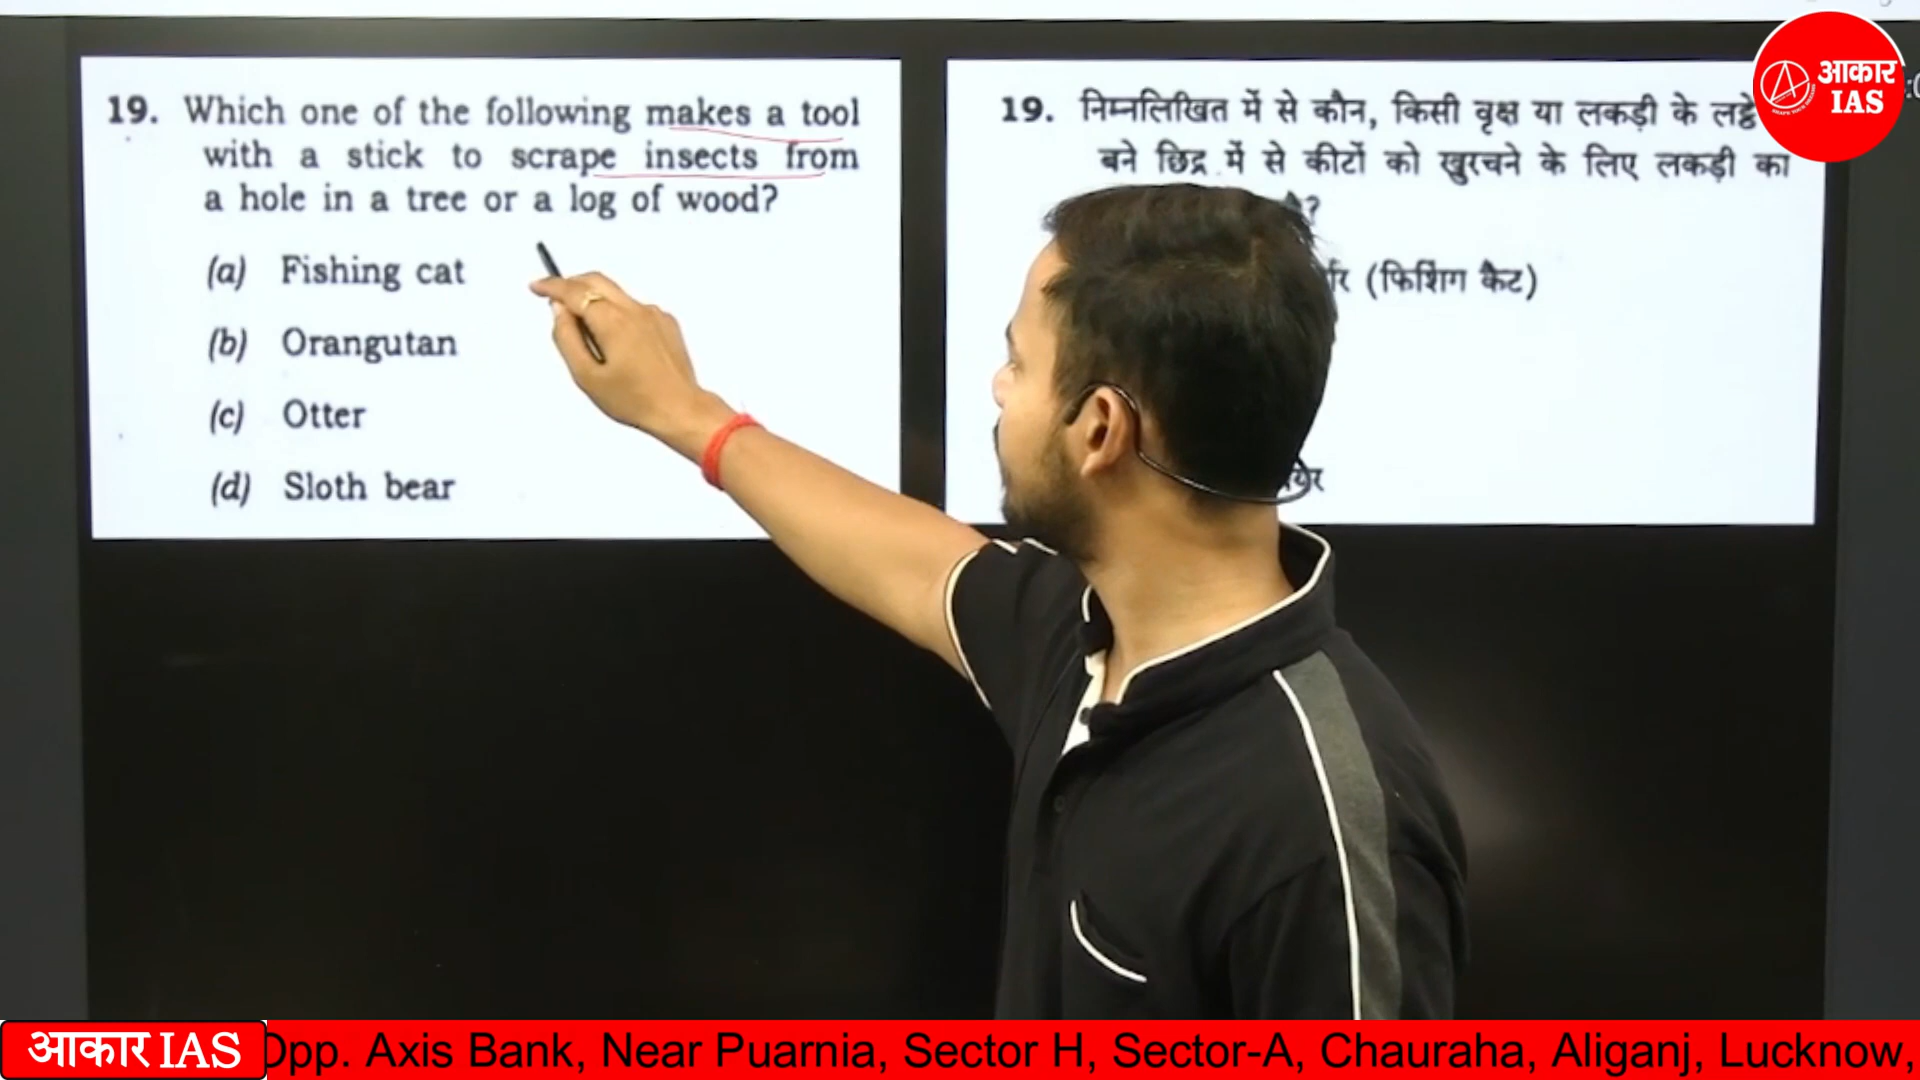 19. Which one of the following makes a tool
with a stick to scrape insects from
a hole in a tree or a log of wood?
(a) Fishing cat
(b) Orangutan
(c) Otter
(d) Sloth bear
19. निम्नलिखित में से कौन, किसी वृक्ष या लकड़ी के लट्ठे
बने छिद्र में से कीटों को खुरचने के लिए लकड़ी का
(फिशिंग कैट)
आकार
IAS
आकार IAS
Opp. Axis Bank, Near Puarnia, Sector H, Sector-A, Chauraha, Aliganj, Lucknow,